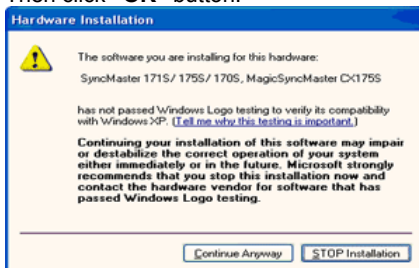 Then click "OK" button.
Hardware Installation
The software you are installing for this hardware:
SyncMaster 171S/ 175S/ 170S, MagicSyncMaster CX175S
has not passed Windows Logo testing to verify its compatibility
with Windows XP. (Tell me why this testing is important.)
Continuing your installation of this software may impair
or destabilize the correct operation of your system
either immediately or in the future. Microsoft strongly
recommends that you stop this installation now and
contact the hardware vendor for software that has
passed Windows Logo testing.
Continue Anyway STOP Installation